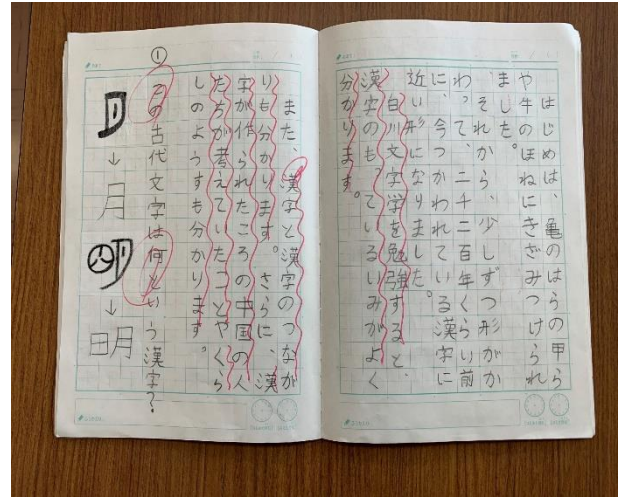 はじめは、亀のはらの甲ら
や牛のほねにきざみつけられ
ました。
それから、少しずつ形がか
わって、二千二百年くらい前
に、今つかわれている漢字に
近い形になりました。
白川文字学を勉強すると、
漢字のもっているいみがよく
分かります。
また、漢字と漢字のつなが
りも分かります。さらに、漢
字が作られたころの中国の人
たちが考えていたことやくら
しのようすも分かります。
①
の古代文字は何という漢字？
↓
月
↓
明